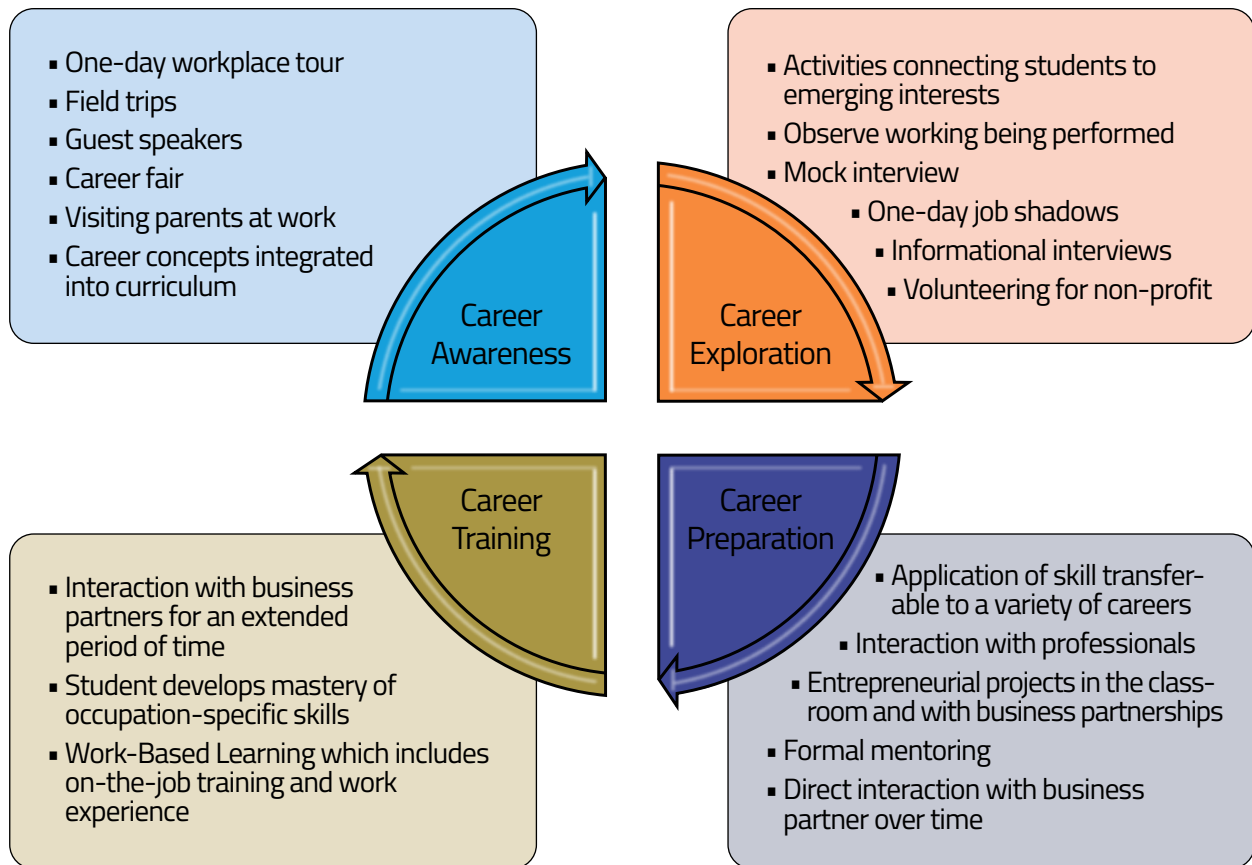 ▪ One-day workplace tour
▪ Field trips
▪ Guest speakers
▪ Career fair
▪ Visiting parents at work
▪ Career concepts integrated
into curriculum
Career
Awareness
▪ Activities connecting students to
emerging interests
▪ Observe working being performed
▪ Mock interview
▪ One-day job shadows
▪ Informational interviews
▪ Volunteering for non-profit
Career
Exploration
Career
Training
▪ Interaction with business
partners for an extended
period of time
▪ Student develops mastery of
occupation-specific skills
▪ Work-Based Learning which includes
on-the-job training and work
experience
Career
Preparation
▪ Application of skill transfer-
able to a variety of careers
▪ Interaction with professionals
▪ Entrepreneurial projects in the class-
room and with business partnerships
▪ Formal mentoring
▪ Direct interaction with business
partner over time